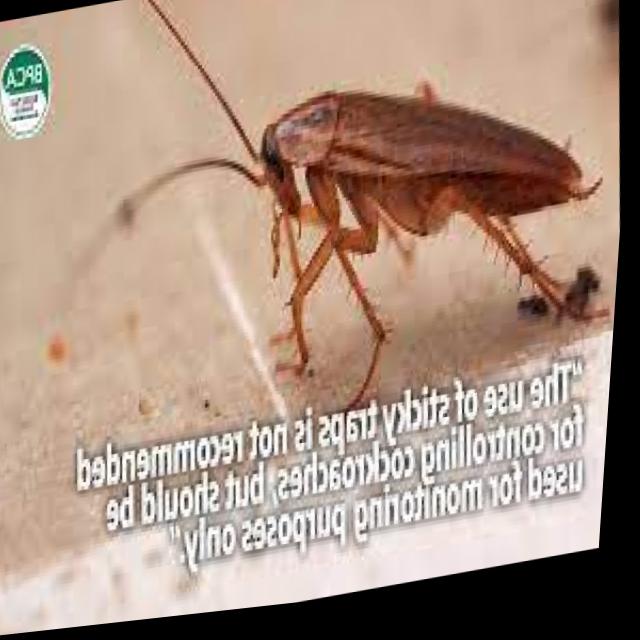 BPCA
"The use of sticky traps is not recommended
for controlling cockroaches, but should be
used for monitoring purposes only."